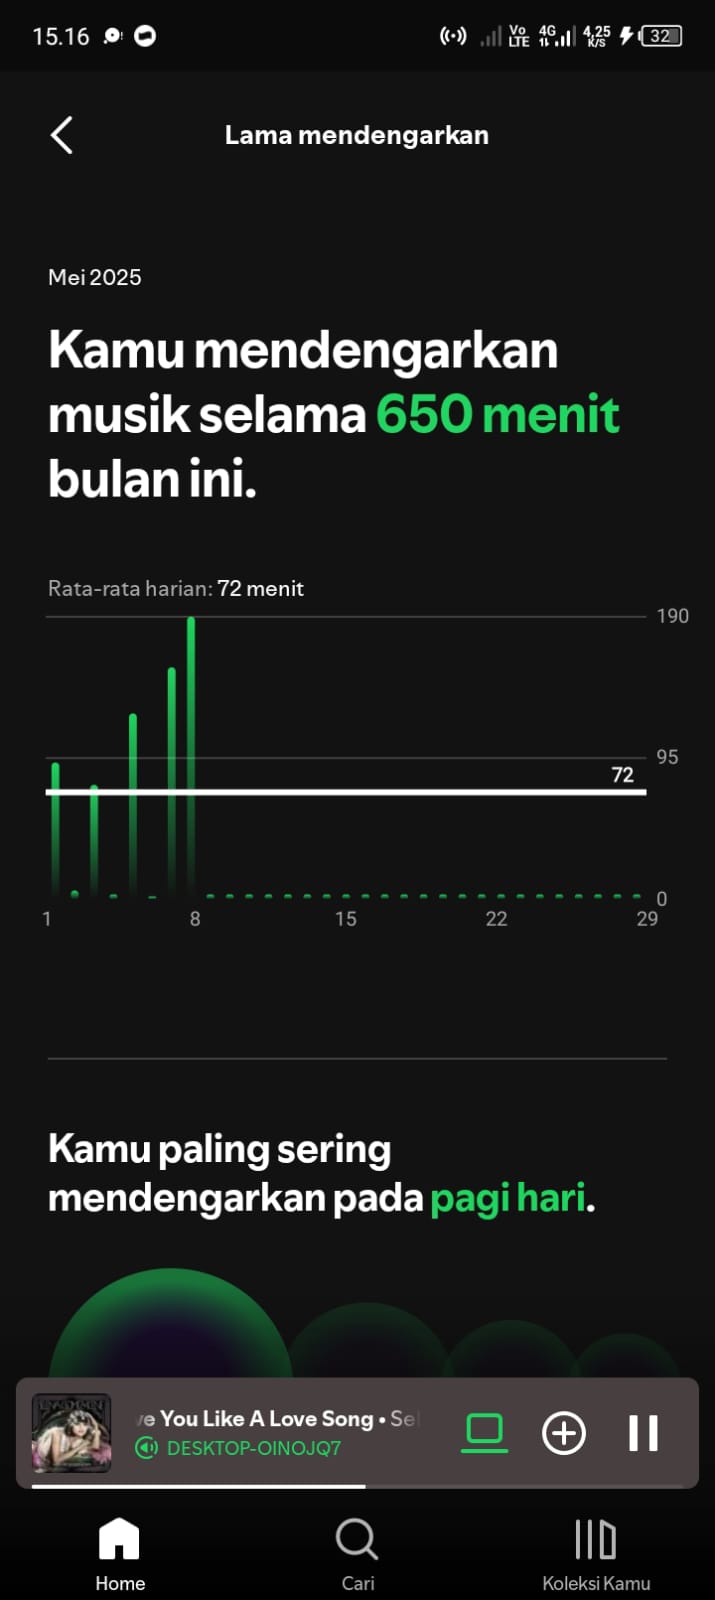 15.16
Vo LTE 4G 4,25 K/S 32
Lama mendengarkan
Mei 2025
Kamu mendengarkan
musik selama 650 menit
bulan ini.
Rata-rata harian: 72 menit
190
95
72
0
1 8 15 22 29
Kamu paling sering
mendengarkan pada pagi hari.
e You Like A Love Song • Se
DESKTOP-OINOJQ7
Home Cari Koleksi Kamu